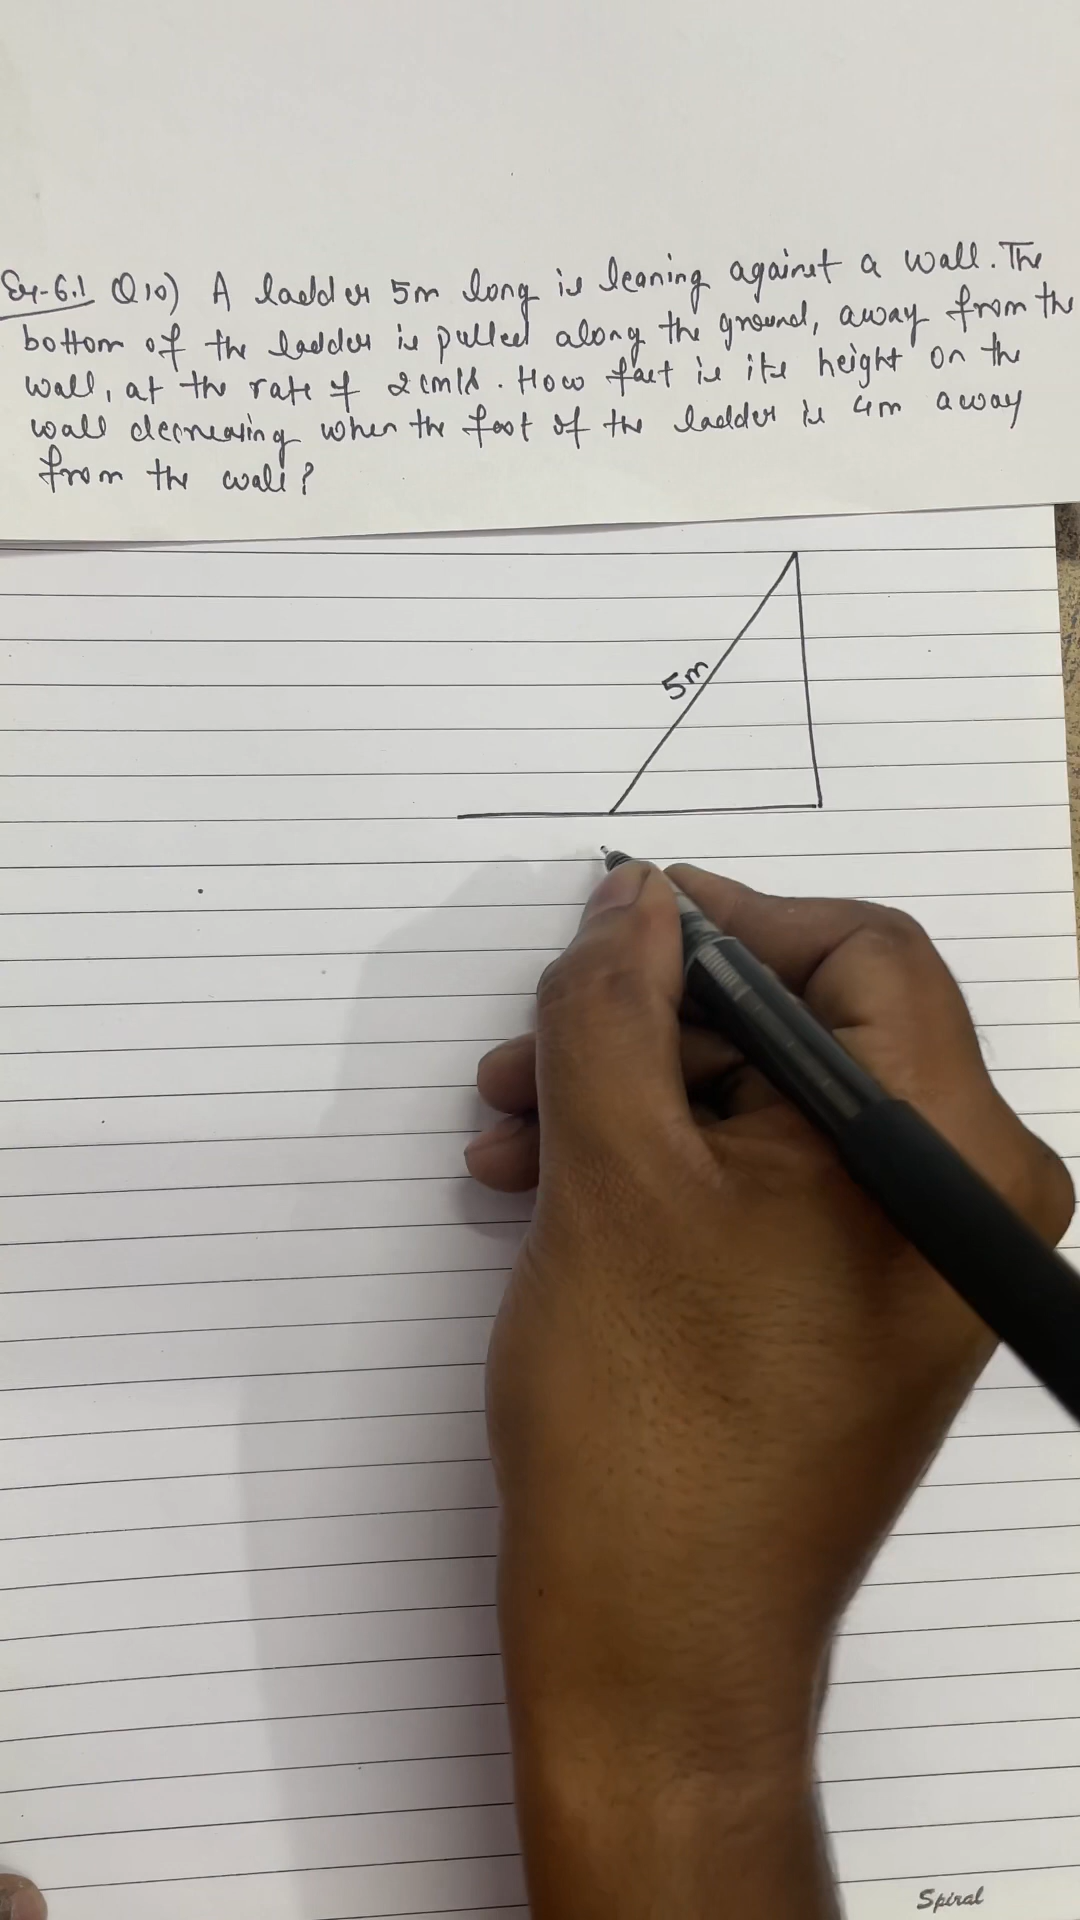 Ex-6.1 Q10) A ladder 5m long is leaning against a wall. The
bottom of the ladder is pulled along the ground, away from the
wall, at the rate of 2cm/s. How fast is its height on the
wall decreasing when the foot of the ladder is 4m away
from the wall?
5m
Spiral